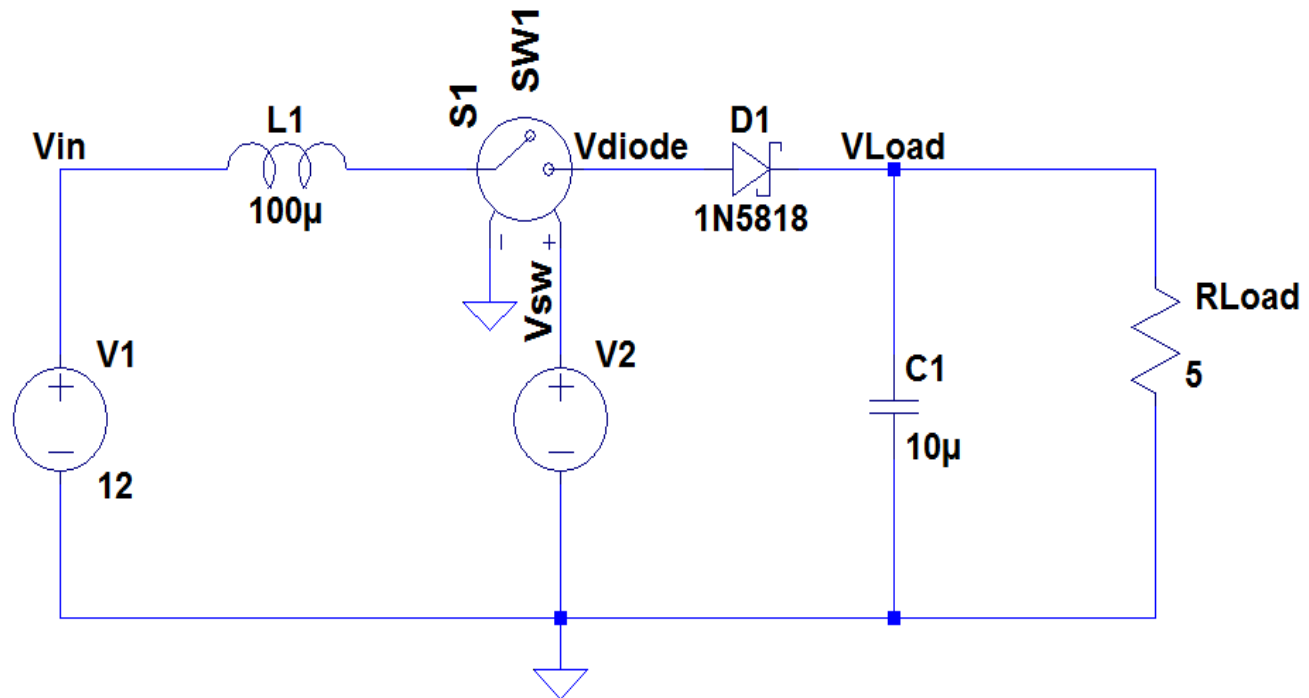 SW1
S1
L1
D1
Vin
Vdiode
VLoad
100µ
1N5818
- +
Vsw
RLoad
V1
V2
C1
+
+
5
10µ
-
-
12